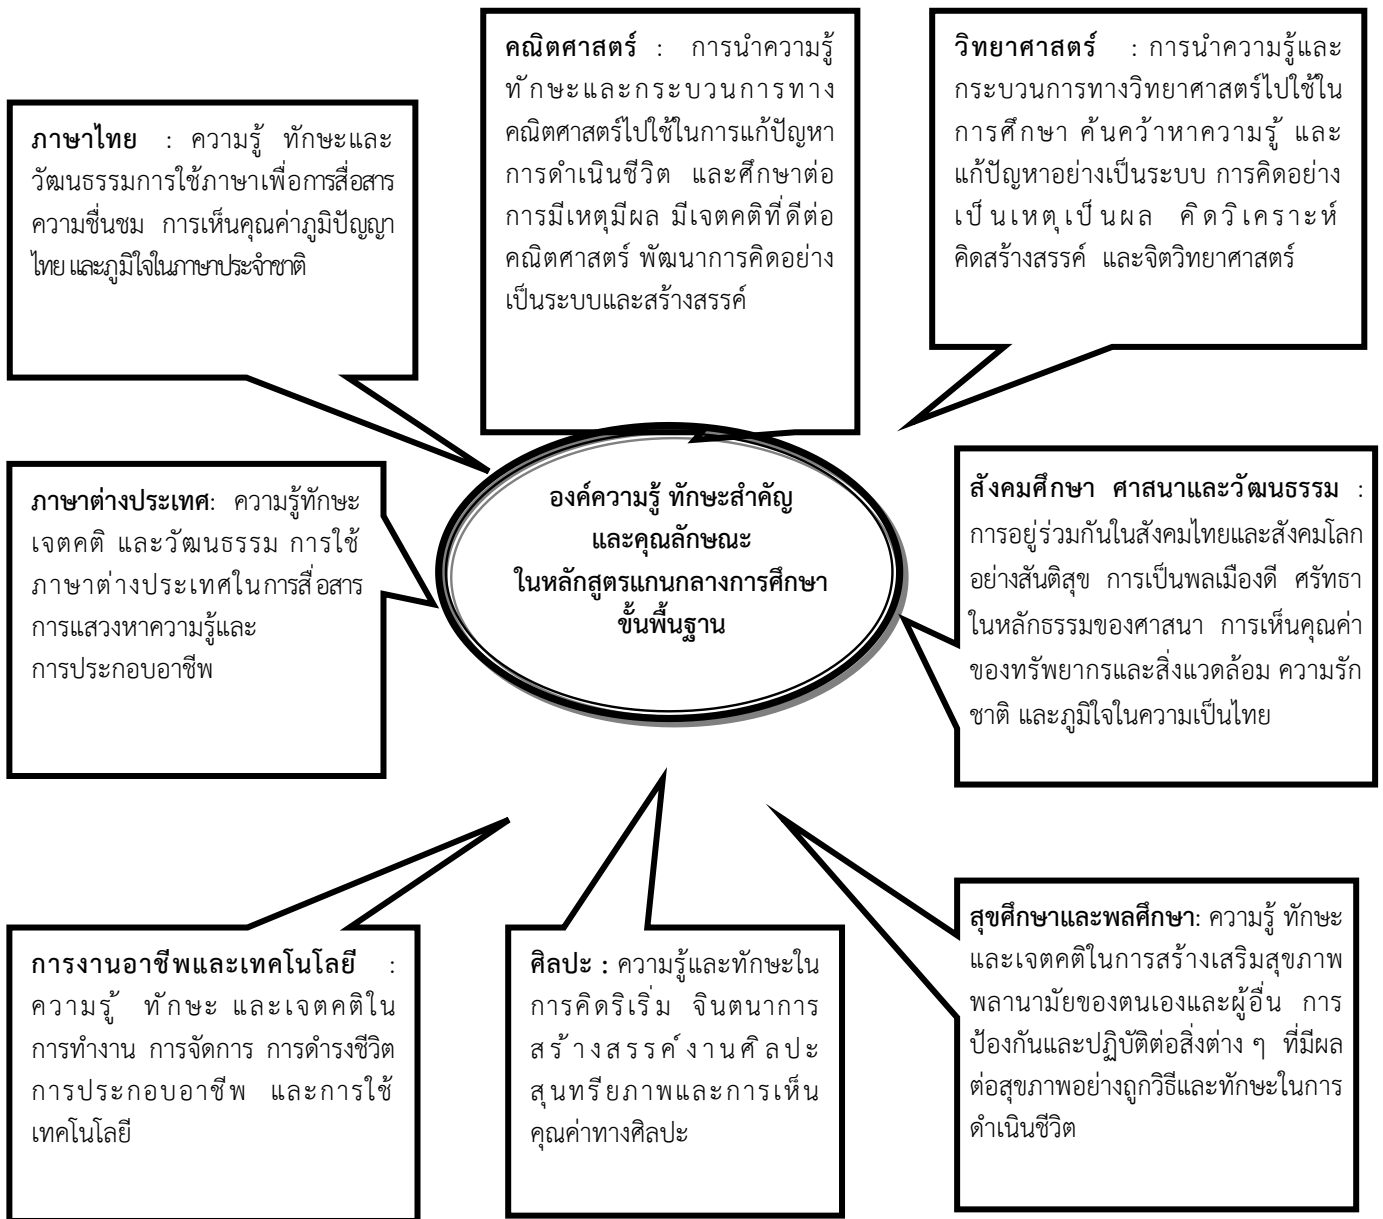 คณิตศาสตร์ : การนำความรู้
ทักษะและกระบวนการทาง
คณิตศาสตร์ไปใช้ในการแก้ปัญหา
การดำเนินชีวิต และศึกษาต่อ
การมีเหตุมีผล มีเจตคติที่ดีต่อ
คณิตศาสตร์ พัฒนาการคิดอย่าง
เป็นระบบและสร้างสรรค์
วิทยาศาสตร์ : การนำความรู้และ
กระบวนการทางวิทยาศาสตร์ไปใช้ใน
การศึกษา ค้นคว้าหาความรู้ และ
แก้ปัญหาอย่างเป็นระบบ การคิดอย่าง
เป็นเหตุเป็นผล คิดวิเคราะห์
คิดสร้างสรรค์ และจิตวิทยาศาสตร์
ภาษาไทย : ความรู้ ทักษะและ
วัฒนธรรมการใช้ภาษาเพื่อการสื่อสาร
ความชื่นชม การเห็นคุณค่าภูมิปัญญา
ไทย และภูมิใจในภาษาประจำชาติ
ภาษาต่างประเทศ: ความรู้ทักษะ
เจตคติ และวัฒนธรรม การใช้
ภาษาต่างประเทศในการสื่อสาร
การแสวงหาความรู้และ
การประกอบอาชีพ
องค์ความรู้ ทักษะสำคัญ
และคุณลักษณะ
ในหลักสูตรแกนกลางการศึกษา
ขั้นพื้นฐาน
สังคมศึกษา ศาสนาและวัฒนธรรม :
การอยู่ร่วมกันในสังคมไทยและสังคมโลก
อย่างสันติสุข การเป็นพลเมืองดี ศรัทธา
ในหลักธรรมของศาสนา การเห็นคุณค่า
ของทรัพยากรและสิ่งแวดล้อม ความรัก
ชาติ และภูมิใจในความเป็นไทย
การงานอาชีพและเทคโนโลยี :
ความรู้ ทักษะ และเจตคติใน
การทำงาน การจัดการ การดำรงชีวิต
การประกอบอาชีพ และการใช้
เทคโนโลยี
ศิลปะ : ความรู้และทักษะใน
การคิดริเริ่ม จินตนาการ
สร้างสรรค์งานศิลปะ
สุนทรียภาพและการเห็น
คุณค่าทางศิลปะ
สุขศึกษาและพลศึกษา: ความรู้ ทักษะ
และเจตคติในการสร้างเสริมสุขภาพ
พลานามัยของตนเองและผู้อื่น การ
ป้องกันและปฏิบัติต่อสิ่งต่าง ๆ ที่มีผล
ต่อสุขภาพอย่างถูกวิธีและทักษะในการ
ดำเนินชีวิต